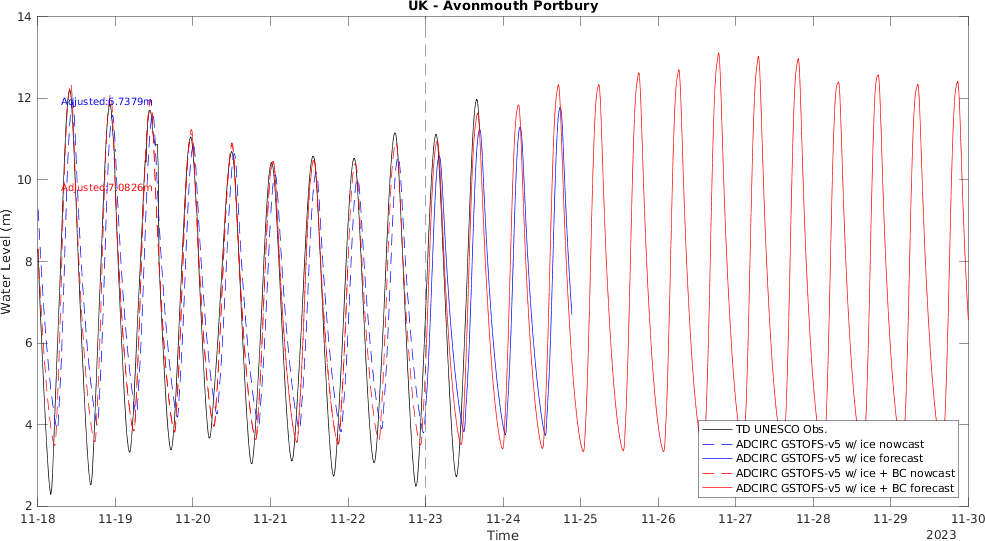 UK - Avonmouth Portbury
14
12
10
8
6
4
2
Water Level (m)
Adjusted:6.7379m
Adjusted:7.0826m
TD UNESCO Obs.
ADCIRC GSTOFS-v5 w/ ice nowcast
ADCIRC GSTOFS-v5 w/ ice forecast
ADCIRC GSTOFS-v5 w/ ice + BC nowcast
ADCIRC GSTOFS-v5 w/ ice + BC forecast
11-18 11-19 11-20 11-21 11-22 11-23 11-24 11-25 11-26 11-27 11-28 11-29 11-30
Time
2023